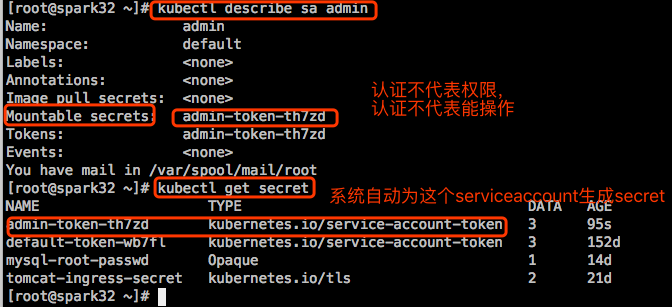 [root@spark32 ~]# kubectl describe sa admin
Name: admin
Namespace: default
Labels: <none>
Annotations: <none>
Image pull secrets: <none>
Mountable secrets: admin-token-th7zd
Tokens: admin-token-th7zd
Events: <none>
认证不代表权限,
认证不代表能操作
You have mail in /var/spool/mail/root
[root@spark32 ~]# kubectl get secret
系统自动为这个serviceaccount生成secret
NAME TYPE DATA AGE
admin-token-th7zd kubernetes.io/service-account-token 3 95s
default-token-wb7fl kubernetes.io/service-account-token 3 152d
mysql-root-passwd Opaque 1 14d
tomcat-ingress-secret kubernetes.io/tls 2 21d
[root@spark32 ~]#